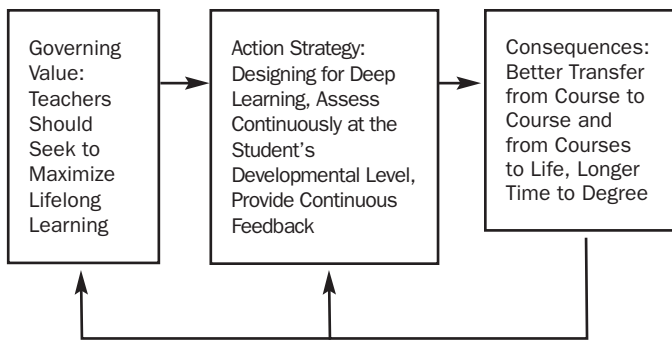 Governing
Value:
Teachers
Should
Seek to
Maximize
Lifelong
Learning
Action Strategy:
Designing for Deep
Learning, Assess
Continuously at the
Student’s
Developmental Level,
Provide Continuous
Feedback
Consequences:
Better Transfer
from Course to
Course and
from Courses
to Life, Longer
Time to Degree